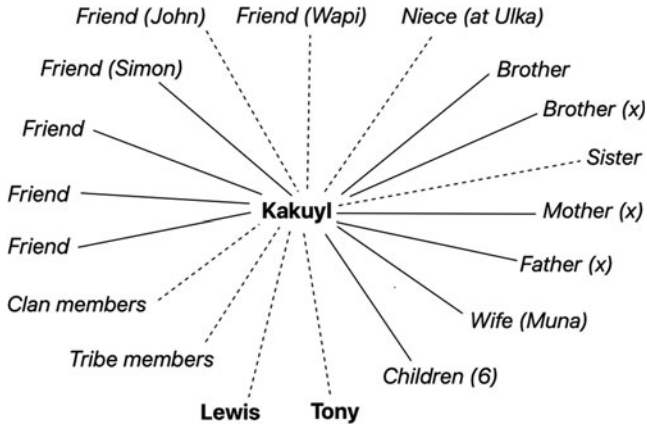 Friend (John)
Friend (Wapi)
Niece (at Ulka)
Friend (Simon)
Brother
Friend
Brother (x)
Sister
Friend
Kakuyl
Mother (x)
Friend
Father (x)
Clan members
Wife (Muna)
Tribe members
Children (6)
Lewis
Tony